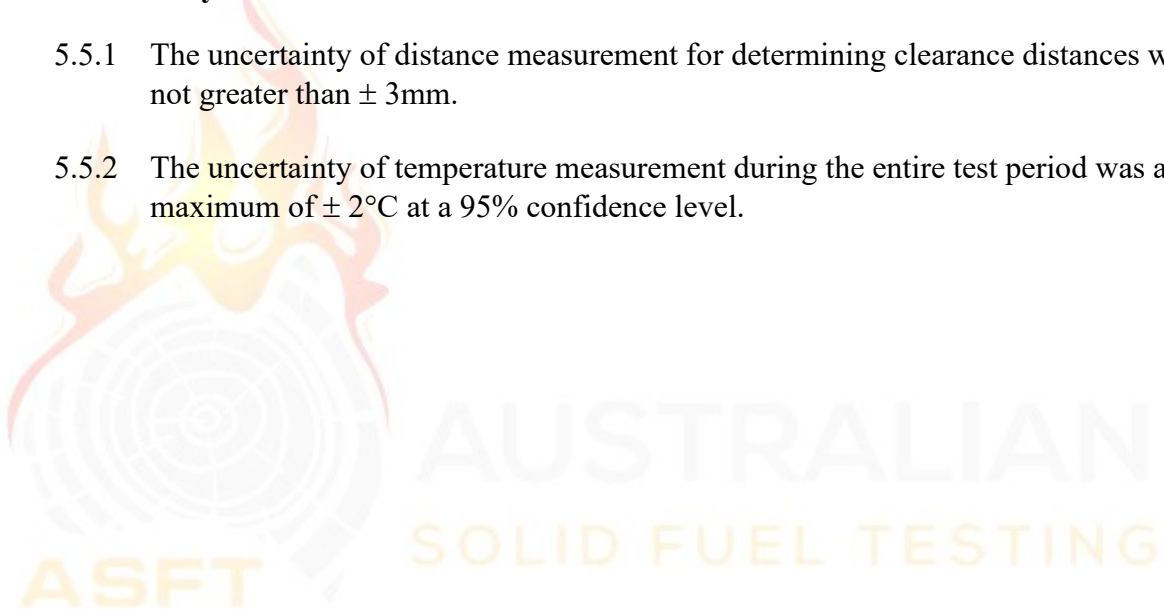 5.5.1 The uncertainty of distance measurement for determining clearance distances
not greater than ± 3mm.
5.5.2 The uncertainty of temperature measurement during the entire test period was a
maximum of ± 2°C at a 95% confidence level.
AUSTRALIAN
SOLID FUEL TESTING
ASFT